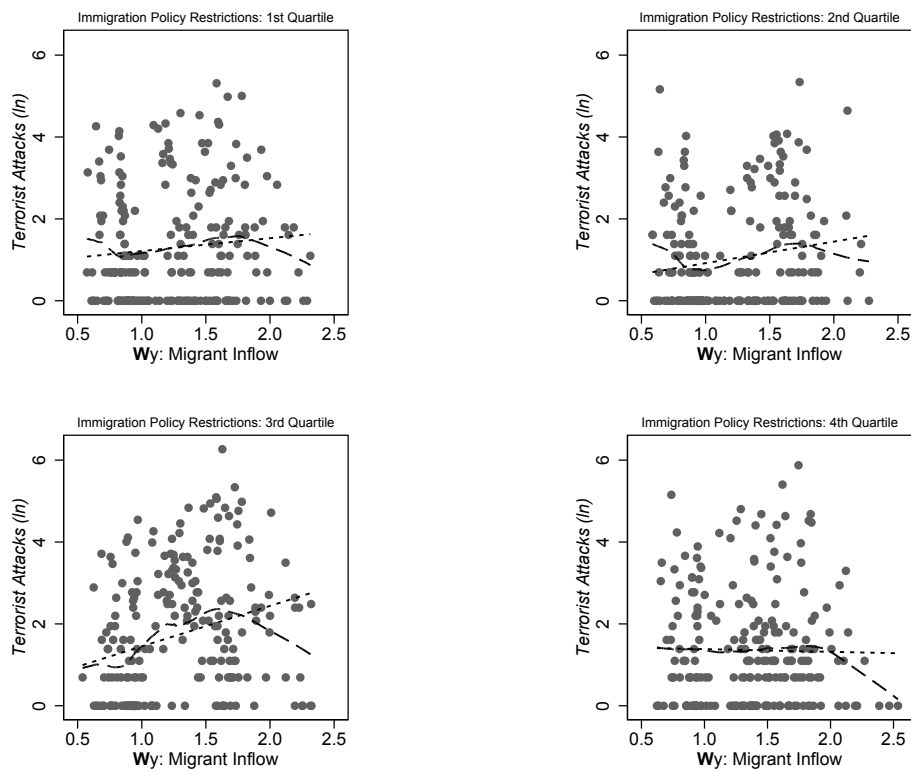 Immigration Policy Restrictions: 1st Quartile
Terrorist Attacks (ln)
6
4
2
0
0.5 1.0 1.5 2.0 2.5
Wy: Migrant Inflow
Immigration Policy Restrictions: 2nd Quartile
Terrorist Attacks (ln)
6
4
2
0
0.5 1.0 1.5 2.0 2.5
Wy: Migrant Inflow
Immigration Policy Restrictions: 3rd Quartile
Terrorist Attacks (ln)
6
4
2
0
0.5 1.0 1.5 2.0 2.5
Wy: Migrant Inflow
Immigration Policy Restrictions: 4th Quartile
Terrorist Attacks (ln)
6
4
2
0
0.5 1.0 1.5 2.0 2.5
Wy: Migrant Inflow